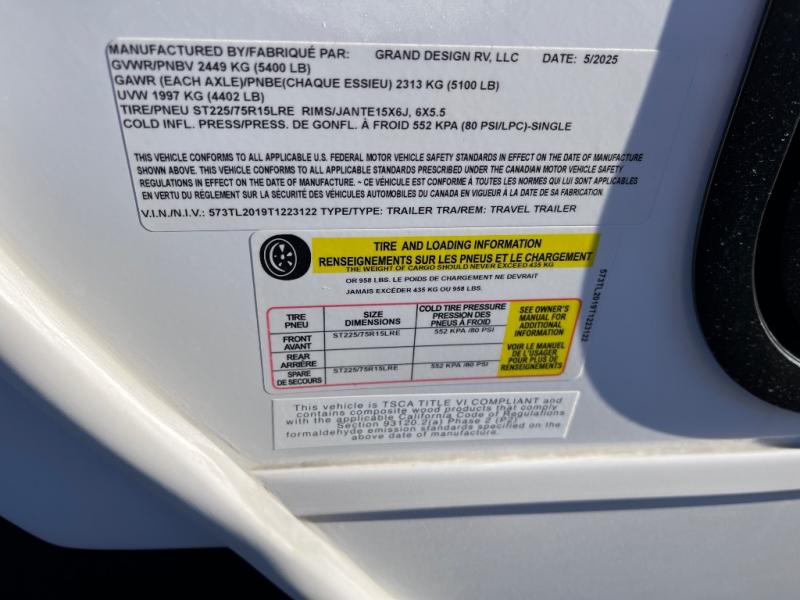 MANUFACTURED BY/FABRIQUÉ PAR: GRAND DESIGN RV, LLC DATE: 5/2025
GVWR/PNBV 2449 KG (5400 LB)
GAWR (EACH AXLE)/PNBE(CHAQUE ESSIEU) 2313 KG (5100 LB)
UVW 1997 KG (4402 LB)
TIRE/PNEU ST225/75R15LRE RIMS/JANTE15X6J, 6X5.5
COLD INFL. PRESS/PRESS. DE GONFL. À FROID 552 KPA (80 PSI/LPC)-SINGLE
THIS VEHICLE CONFORMS TO ALL APPLICABLE U.S. FEDERAL MOTOR VEHICLE SAFETY STANDARDS IN EFFECT ON THE DATE OF MANUFACTURE
SHOWN ABOVE. THIS VEHICLE CONFORMS TO ALL APPLICABLE STANDARDS PRESCRIBED UNDER THE CANADIAN MOTOR VEHICLE SAFETY
REGULATIONS IN EFFECT ON THE DATE OF MANUFACTURE. ~ CE VÉHICULE EST CONFORME À TOUTES LES NORMES QUI LUI SONT APPLICABLES
EN VERTU DU RÉGLEMENT SUR LA SÉCURITÉ DES VÉHICULES AUTOMOBILES DU CANADA EN VIGUEUR À LA DATE DE SA FABRICATION.
V.I.N./N.I.V.: 573TL2019T1223122 TYPE/TYPE: TRAILER TRA/REM: TRAVEL TRAILER
TIRE AND LOADING INFORMATION
RENSEIGNEMENTS SUR LES PNEUS ET LE CHARGEMENT
THE WEIGHT OF CARGO SHOULD NEVER EXCEED 435 KG
OR 958 LBS. LE POIDS DE CHARGEMENT NE DEVRAIT
JAMAIS EXCÉDER 435 KG OU 958 LBS.
TIRE
PNEU
SIZE
DIMENSIONS
COLD TIRE PRESSURE
PRESSION DES
PNEUS À FROID
FRONT
AVANT
ST225/75R15LRE
552 KPA /80 PSI
REAR
ARRIÈRE
SPARE
DE SECOURS
ST225/75R15LRE
552 KPA /80 PSI
SEE OWNER'S
MANUAL FOR
ADDITIONAL
INFORMATION
VOIR LE MANUEL
DE L'USAGER
POUR PLUS DE
RENSEIGNEMENTS
573TL2019T1223122
This vehicle is TSCA TITLE VI COMPLIANT and
contains composite wood products that comply
with the applicable California Code of Regulations
Section 93120.2(a) Phase 2 (P2)
formaldehyde emission standards specified on the
above date of manufacture.